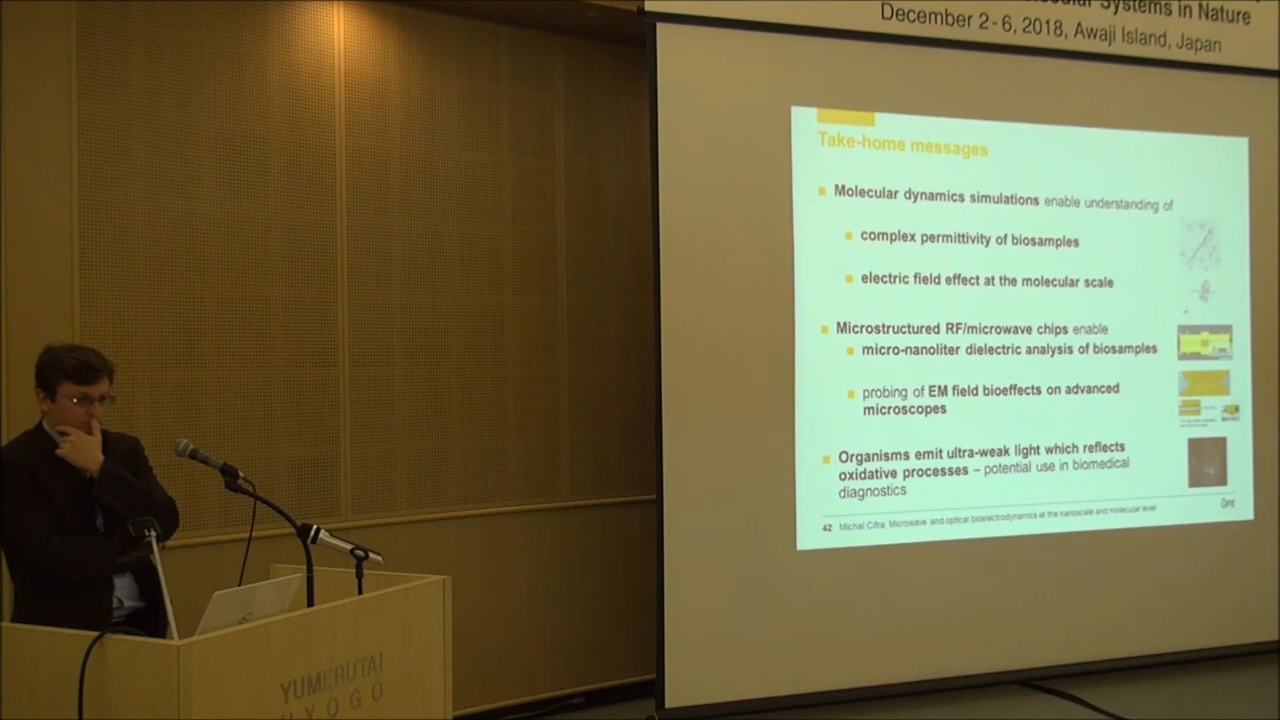 Systems in Nature
December 2-6, 2018, Awaji Island, Japan
Take-home messages
Molecular dynamics simulations enable understanding of
complex permittivity of biosamples
electric field effect at the molecular scale
Microstructured RF/microwave chips enable
micro-nanoliter dielectric analysis of biosamples
probing of EM field bioeffects on advanced
microscopes
Organisms emit ultra-weak light which reflects
oxidative processes – potential use in biomedical
diagnostics
42 Michal Cifra: Microwave and optical bioelectrodynamics at the nanoscale and molecular level
YUMEBUTAI
HYOGO